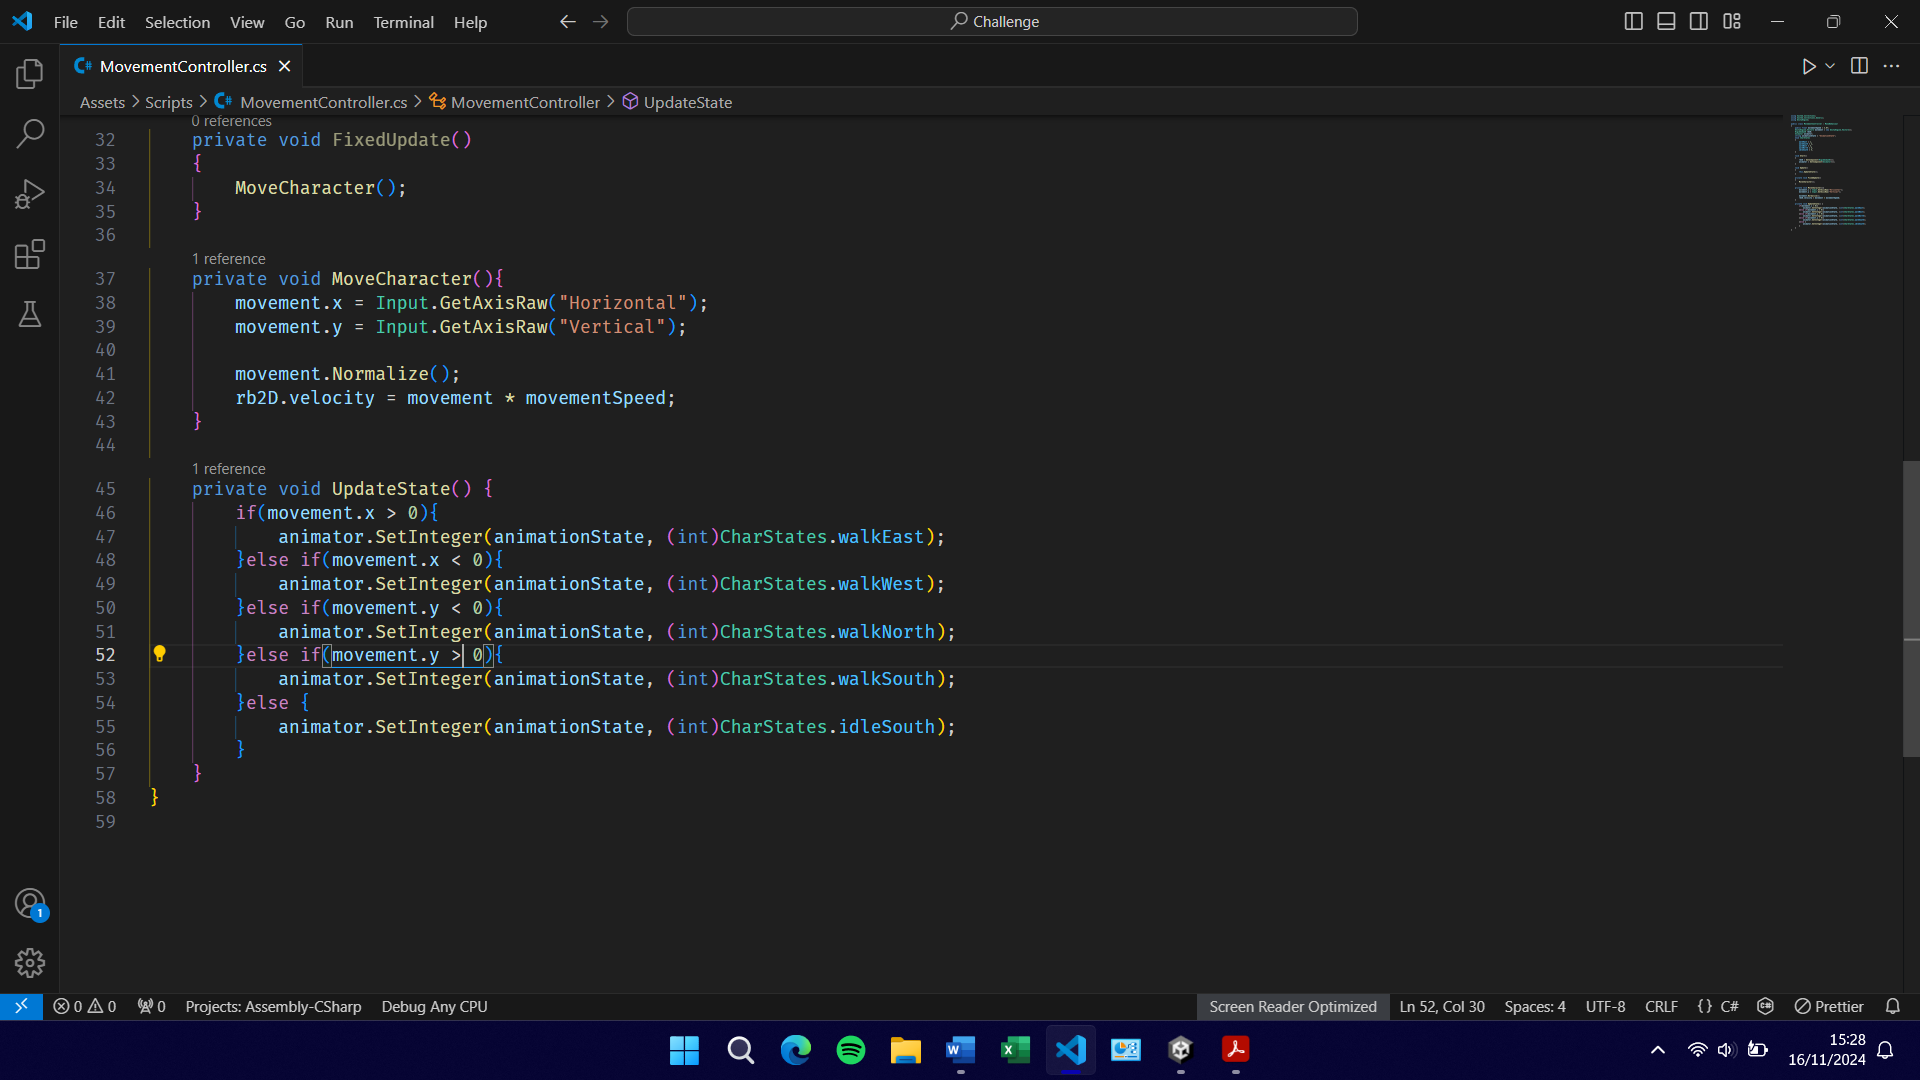 File Edit Selection View Go Run Terminal Help Challenge
C# MovementController.cs
Assets Scripts C# MovementController.cs MovementController UpdateState
0 references
32 private void FixedUpdate()
33 {
34 MoveCharacter();
35 }
36
1 reference
37 private void MoveCharacter(){
38 movement.x = Input.GetAxisRaw("Horizontal");
39 movement.y = Input.GetAxisRaw("Vertical");
40
41 movement.Normalize();
42 rb2D.velocity = movement * movementSpeed;
43 }
44
1 reference
45 private void UpdateState() {
46 if(movement.x > 0){
47 animator.SetInteger(animationState, (int)CharStates.walkEast);
48 }else if(movement.x < 0){
49 animator.SetInteger(animationState, (int)CharStates.walkWest);
50 }else if(movement.y < 0){
51 animator.SetInteger(animationState, (int)CharStates.walkNorth);
52 }else if(movement.y > 0){
53 animator.SetInteger(animationState, (int)CharStates.walkSouth);
54 }else {
55 animator.SetInteger(animationState, (int)CharStates.idleSouth);
56 }
57 }
58 }
59
1
0 0 0 Projects: Assembly-CSharp Debug Any CPU Screen Reader Optimized Ln 52, Col 30 Spaces: 4 UTF-8 CRLF {} C# Prettier
15:28
16/11/2024